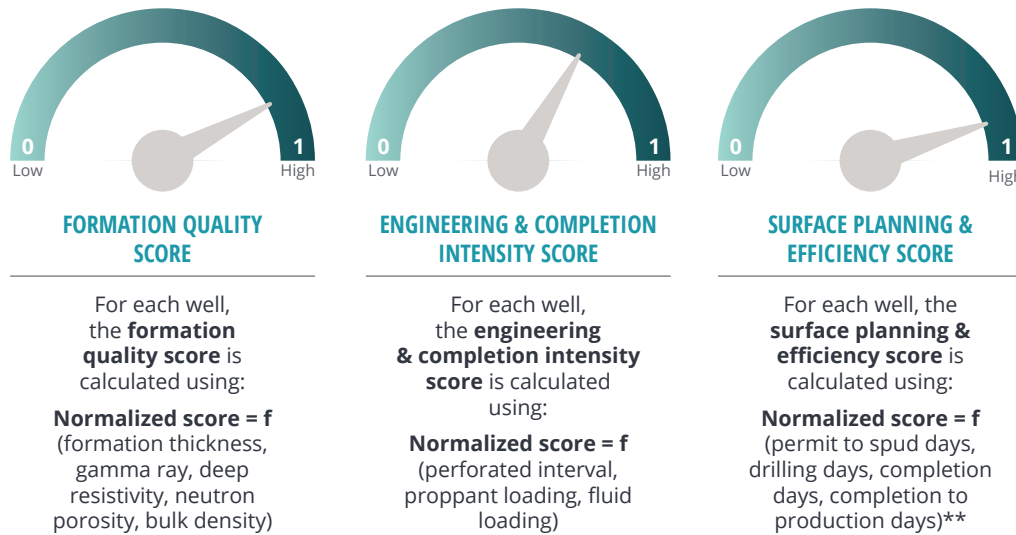 0
1
Low
High
FORMATION QUALITY
SCORE
For each well,
the formation
quality score is
calculated using:
Normalized score = f
(formation thickness,
gamma ray, deep
resistivity, neutron
porosity, bulk density)
0
1
Low
High
ENGINEERING & COMPLETION
INTENSITY SCORE
For each well,
the engineering
& completion intensity
score is calculated
using:
Normalized score = f
(perforated interval,
proppant loading, fluid
loading)
0
1
Low
High
SURFACE PLANNING &
EFFICIENCY SCORE
For each well, the
surface planning &
efficiency score is
calculated using:
Normalized score = f
(permit to spud days,
drilling days, completion
days, completion to
production days)**